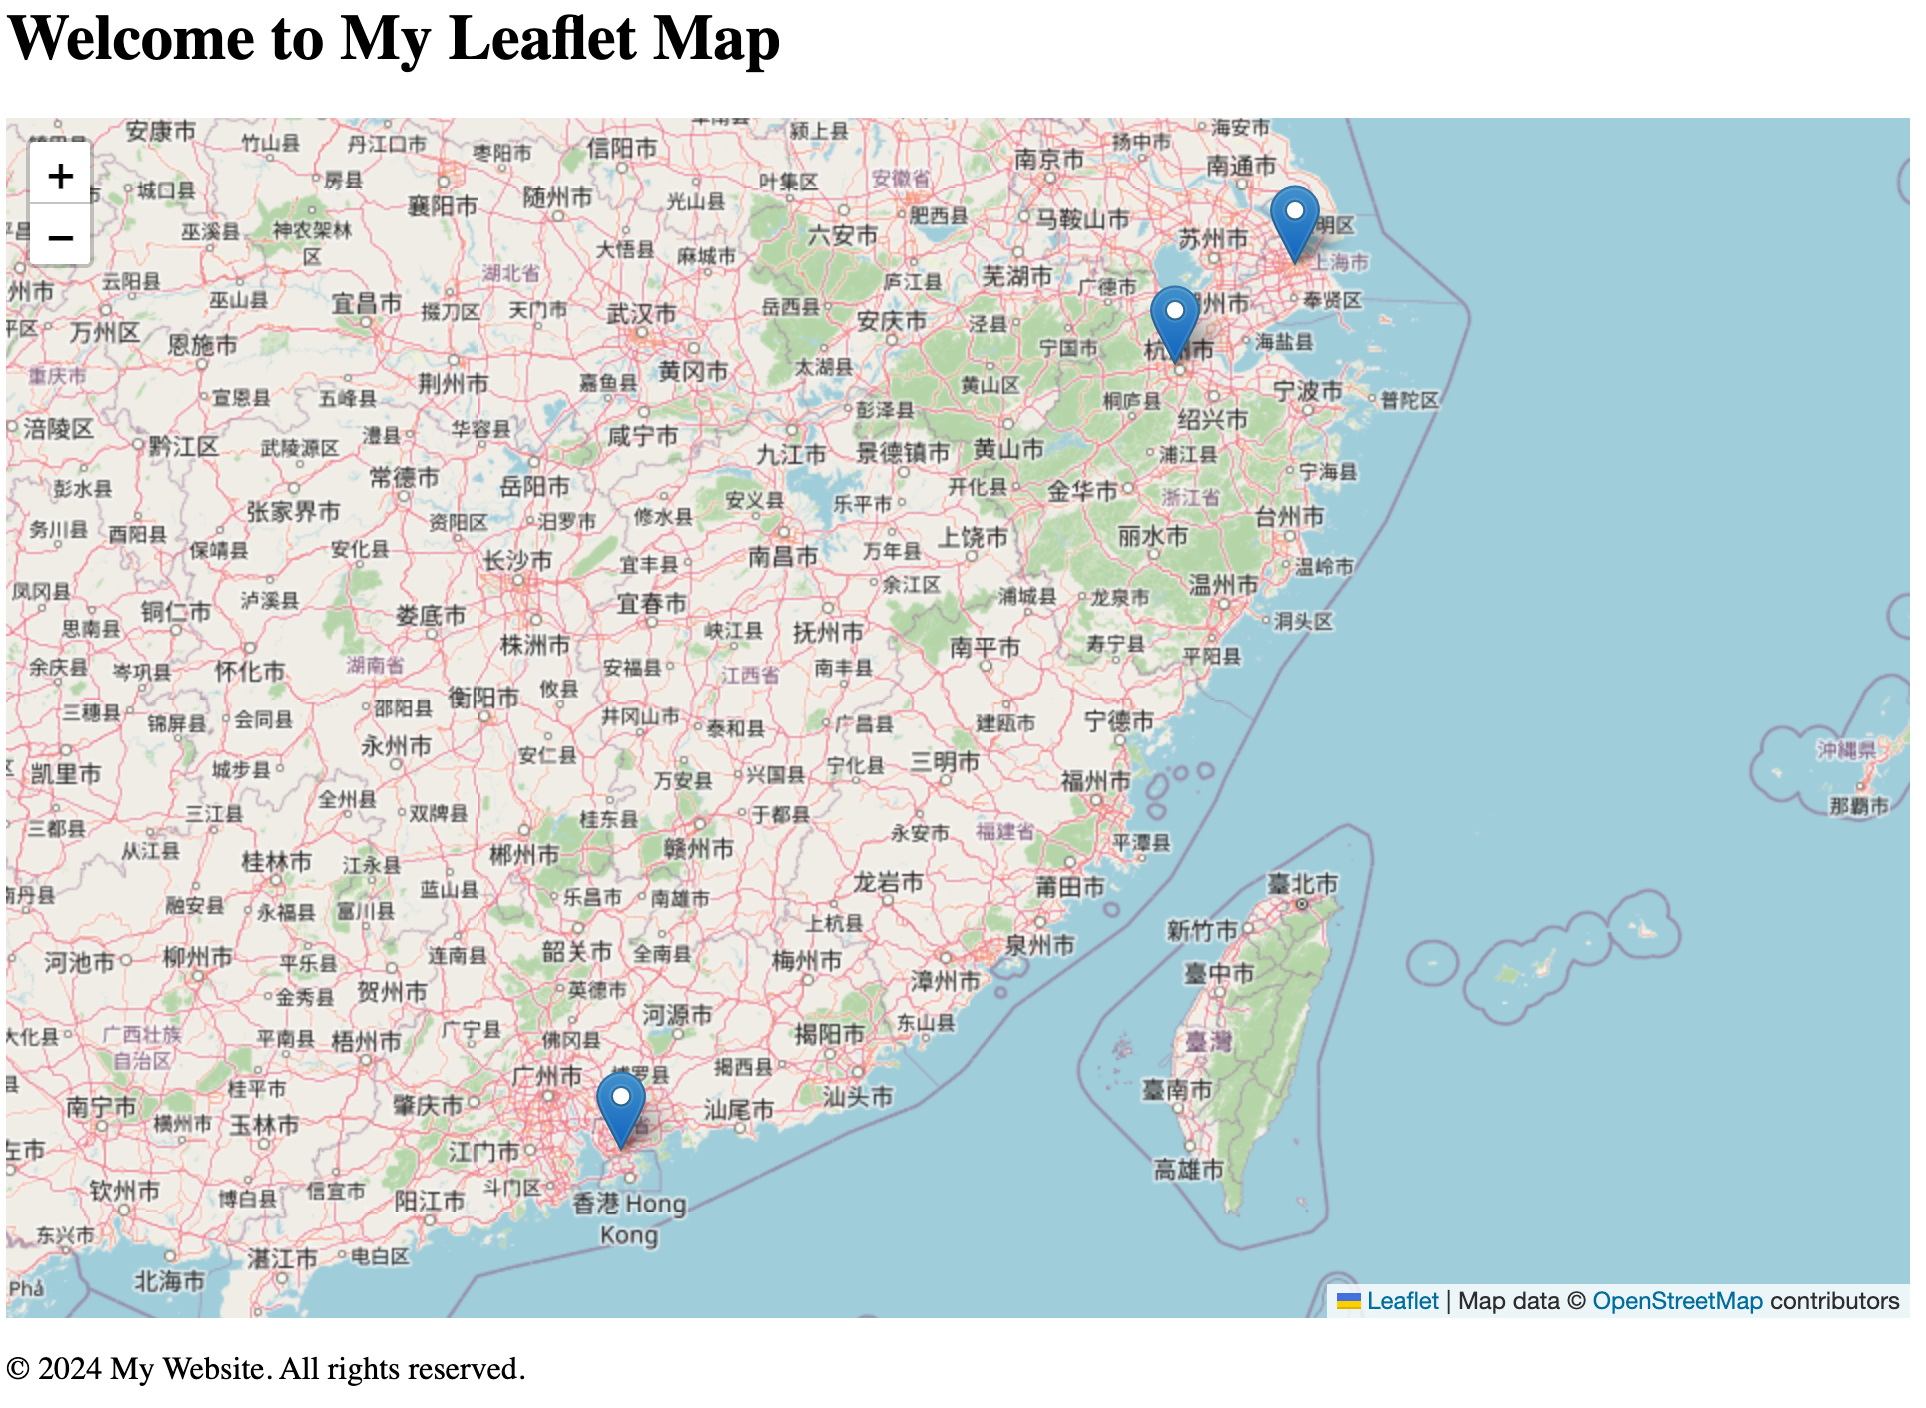 Welcome to My Leaflet Map
安康市
竹山县
丹江口市
枣阳市
信阳市
颍上县
扬中市
海安市
+
城口县
房县
襄阳市
随州市
光山县
叶集区
安徽省
南京市
南通市
−
巫溪县
神农架林
区
大悟县
麻城市
六安市
肥西县
马鞍山市
苏州市
明区
上海市
州市
云阳县
巫山县
湖北省
宜昌市
掇刀区
天门市
武汉市
岳西县
庐江县
芜湖市
广德市
州市
奉贤区
平区
万州区
恩施市
安庆市
泾县
宁国市
杭州市
海盐县
重庆市
荆州市
嘉鱼县
黄冈市
太湖县
黄山区
桐庐县
宁波市
普陀区
宣恩县
五峰县
彭泽县
绍兴市
涪陵区
黔江区
武陵源区
澧县
华容县
咸宁市
九江市
景德镇市
黄山市
浦江县
宁海县
彭水县
常德市
岳阳市
安义县
乐平市
开化县
金华市
浙江省
张家界市
资阳区
汨罗市
修水县
台州市
务川县
酉阳县
保靖县
安化县
长沙市
宜丰县
南昌市
万年县
上饶市
丽水市
温岭市
凤冈县
铜仁市
泸溪县
娄底市
宜春市
余江区
浦城县
龙泉市
温州市
洞头区
思南县
株洲市
峡江县
抚州市
南平市
寿宁县
平阳县
余庆县
岑巩县
怀化市
湖南省
安福县
江西省
南丰县
三穗县
锦屏县
会同县
邵阳县
衡阳市
攸县
井冈山市
泰和县
广昌县
建瓯市
宁德市
凯里市
城步县
永州市
安仁县
万安县
兴国县
宁化县
三明市
福州市
沖縄県
那覇市
三都县
三江县
全州县
双牌县
桂东县
于都县
永安市
福建省
平潭县
从江县
桂林市
江永县
郴州市
赣州市
龙岩市
莆田市
臺北市
南丹县
融安县
永福县
富川县
蓝山县
乐昌市
南雄市
上杭县
泉州市
新竹市
河池市
柳州市
平乐县
连南县
韶关市
全南县
梅州市
漳州市
臺中市
金秀县
贺州市
英德市
河源市
大化县
广西壮族
自治区
平南县
梧州市
广宁县
佛冈县
揭阳市
东山县
臺灣
桂平市
广州市
博罗县
揭西县
汕头市
臺南市
南宁市
横州市
玉林市
肇庆市
省
汕尾市
左市
江门市
高雄市
钦州市
博白县
信宜市
阳江市
斗门区
香港 Hong
Kong
东兴市
北海市
湛江市
电白区
Phả
Leaflet | Map data © OpenStreetMap contributors
© 2024 My Website. All rights reserved.